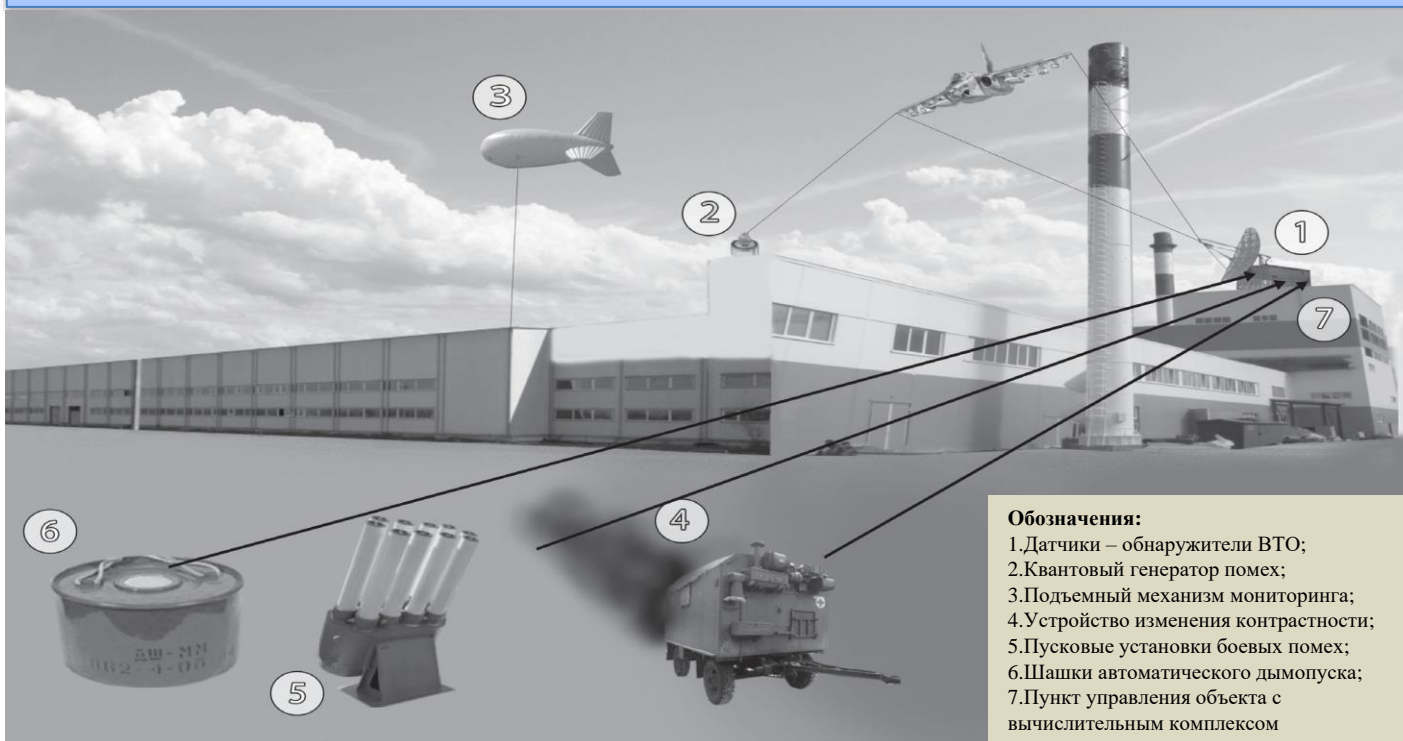 3
2
1
7
6
4
5
ДШ-ММ
Обозначения:
1.Датчики – обнаружители ВТО;
2.Квантовый генератор помех;
3.Подъемный механизм мониторинга;
4.Устройство изменения контрастности;
5.Пусковые установки боевых помех;
6.Шашки автоматического дымопуска;
7.Пункт управления объекта с
вычислительным комплексом